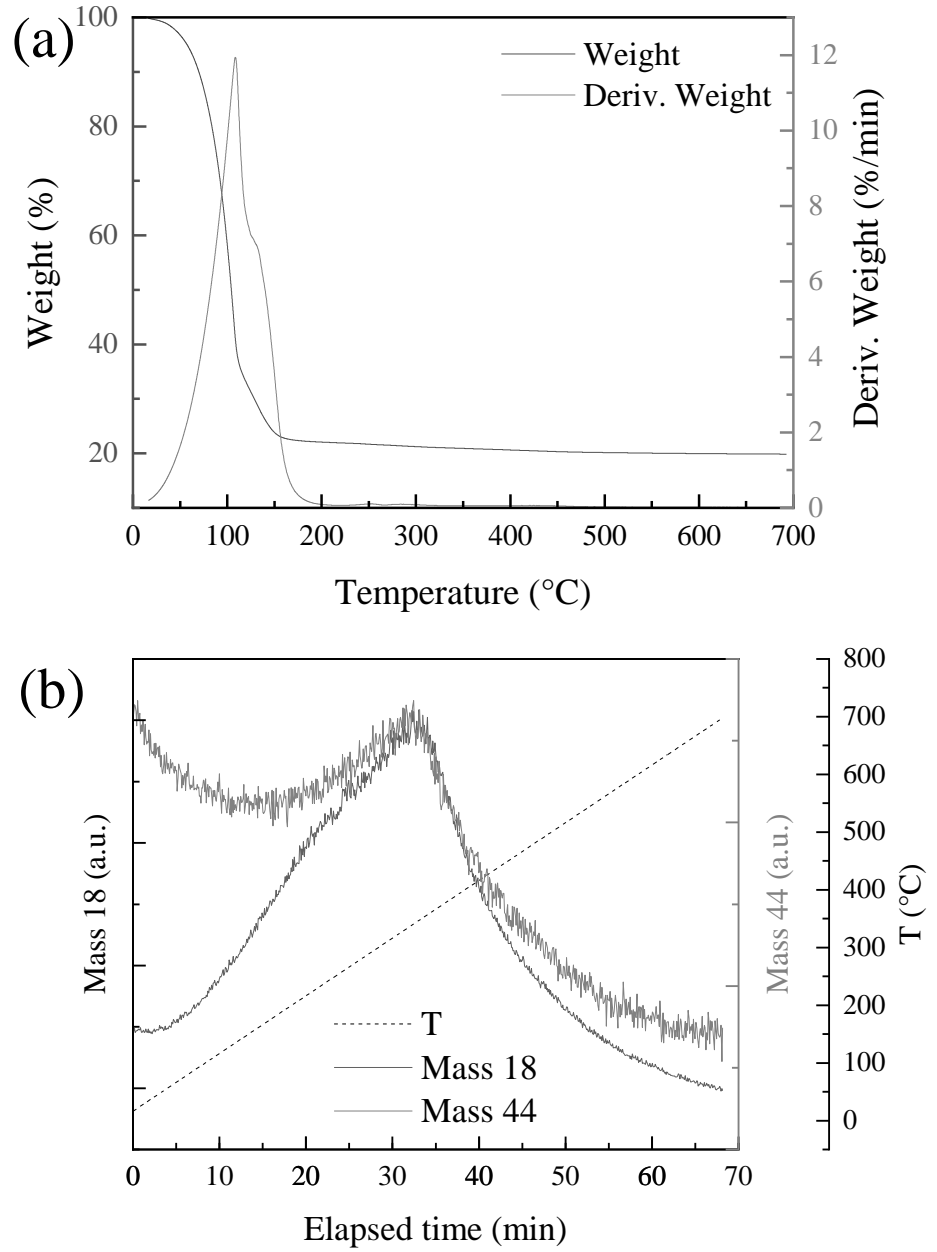 (a)
Weight
Deriv. Weight
100
80
60
40
20
Weight (%)
12
10
8
6
4
2
0
Deriv. Weight (%/min)
0 100 200 300 400 500 600 700
Temperature (°C)
(b)
Mass 18 (a.u.)
T
Mass 18
Mass 44
Mass 44 (a.u.)
800
700
600
500
400
300
200
100
0
T (°C)
0 10 20 30 40 50 60 70
Elapsed time (min)